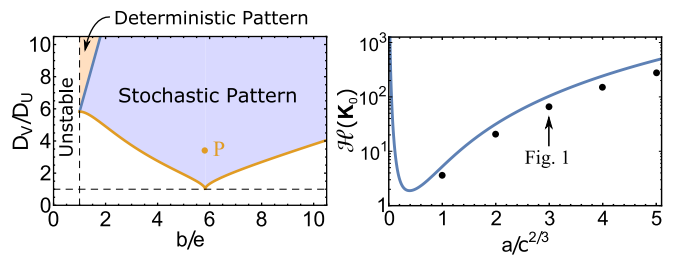 Deterministic Pattern
10
8
6
4
2
0
D_V/D_U
Unstable
Stochastic Pattern
P
0 2 4 6 8 10
b/e
10^3
10^2
10^1
1
ℋ(K_0)
Fig. 1
0 1 2 3 4 5
a/c^{2/3}